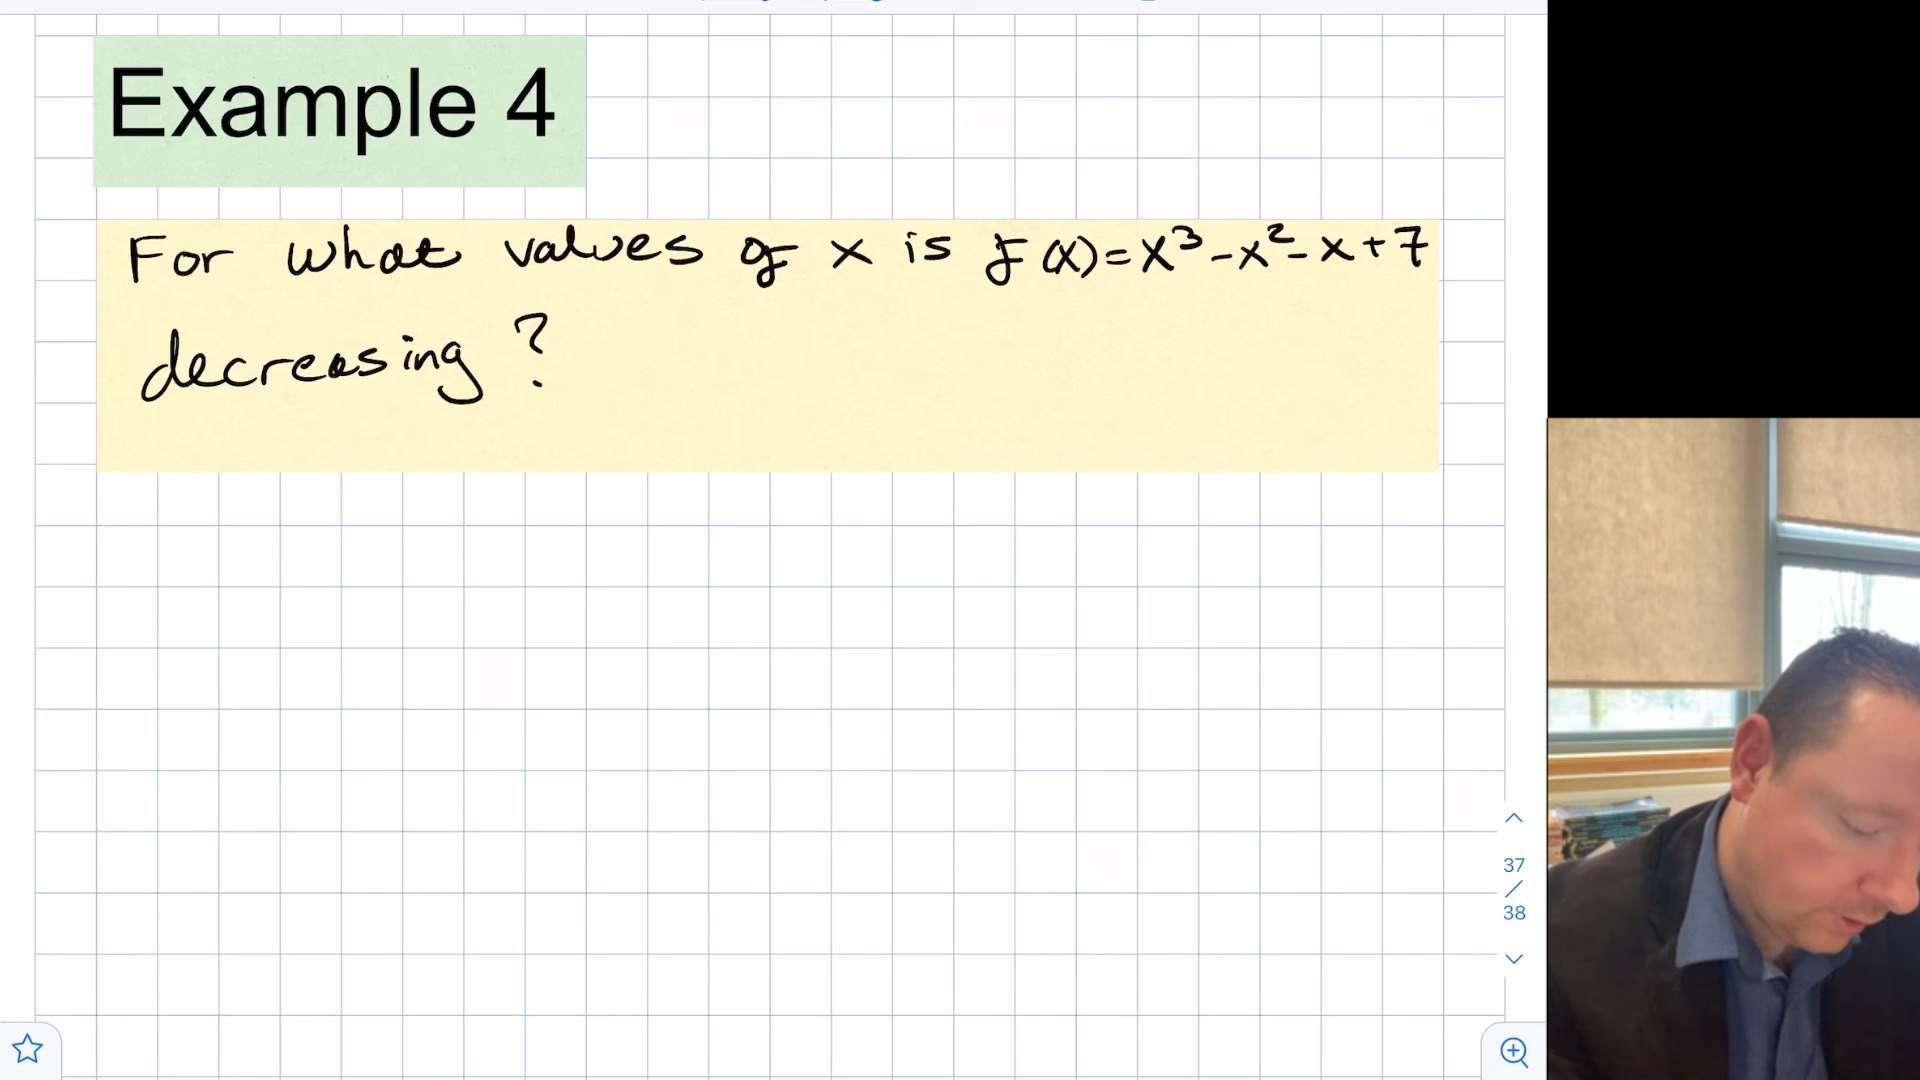 Example 4
For what values of x is f(x)=x³-x²-x+7
decreasing?
37
/
38